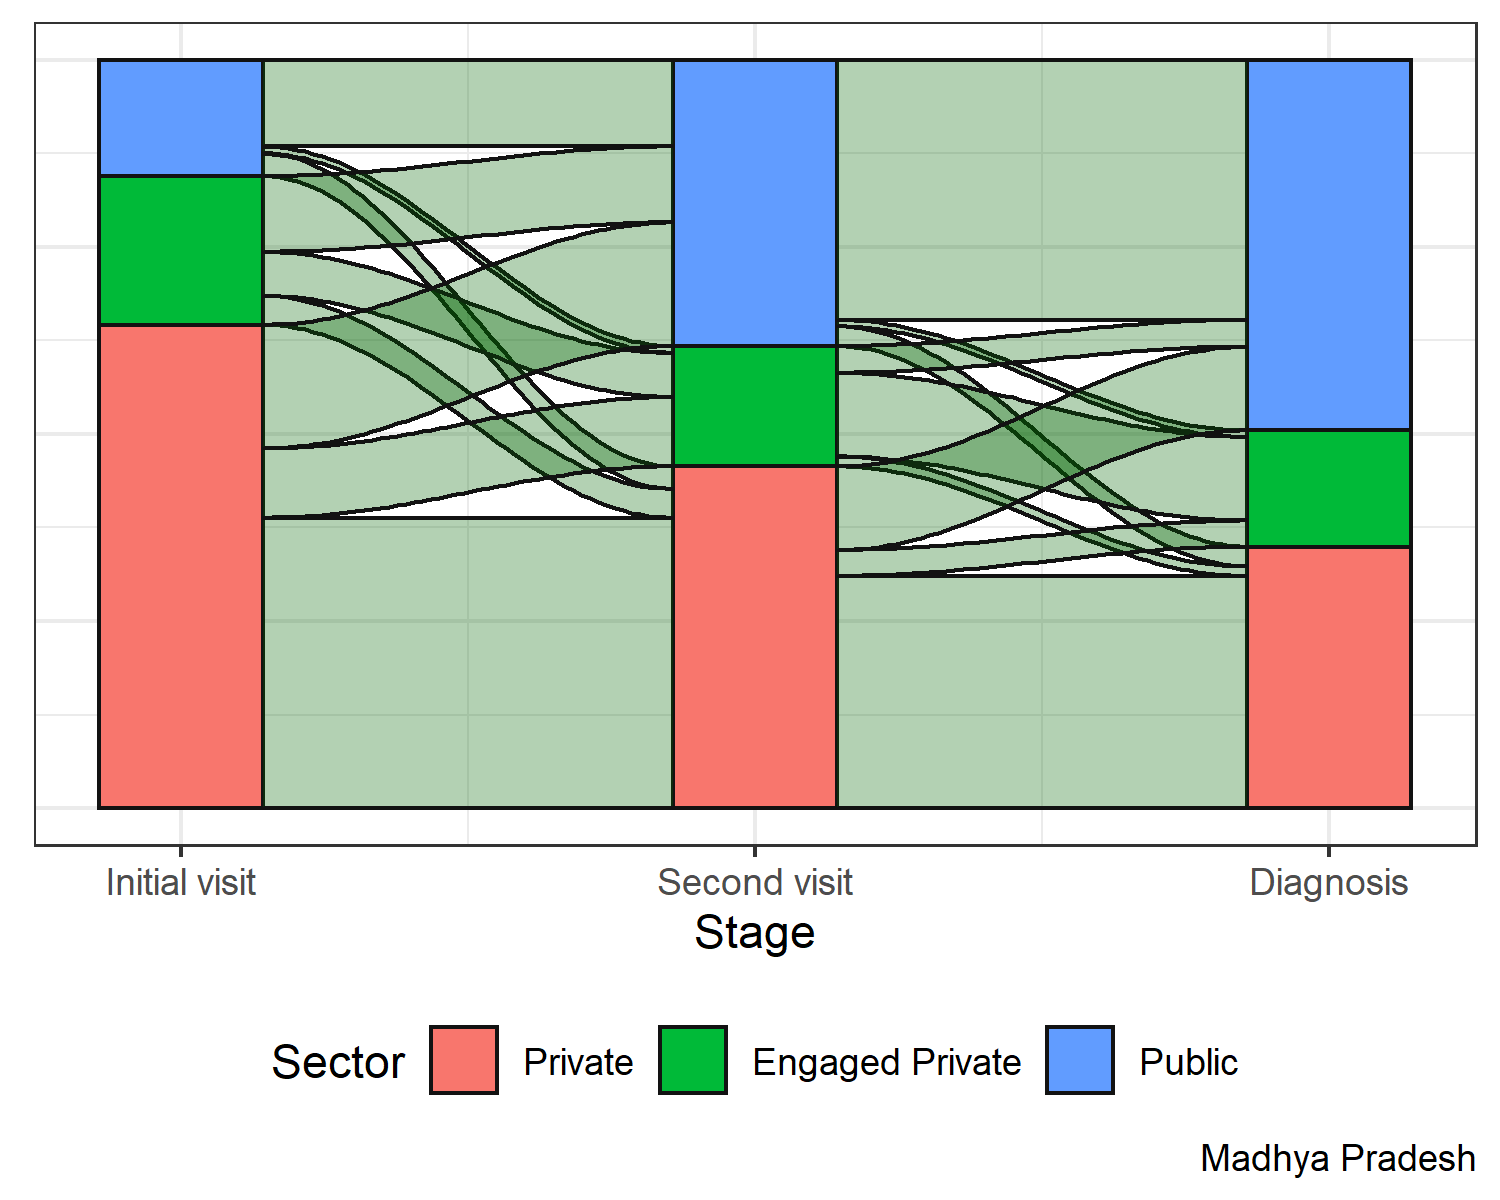 Initial visit Second visit Diagnosis
Stage
Sector Private Engaged Private Public
Madhya Pradesh